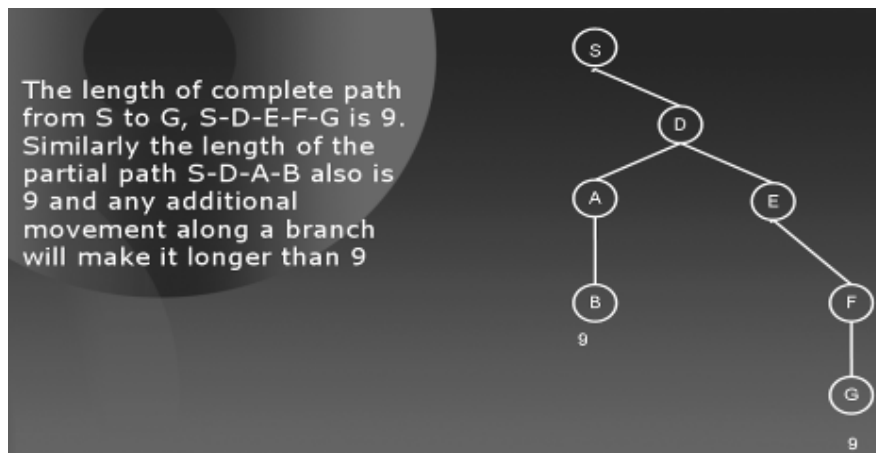 The length of complete path
from S to G, S-D-E-F-G is 9.
Similarly the length of the
partial path S-D-A-B also is
9 and any additional
movement along a branch
will make it longer than 9
S
D
A
E
B
F
9
G
9